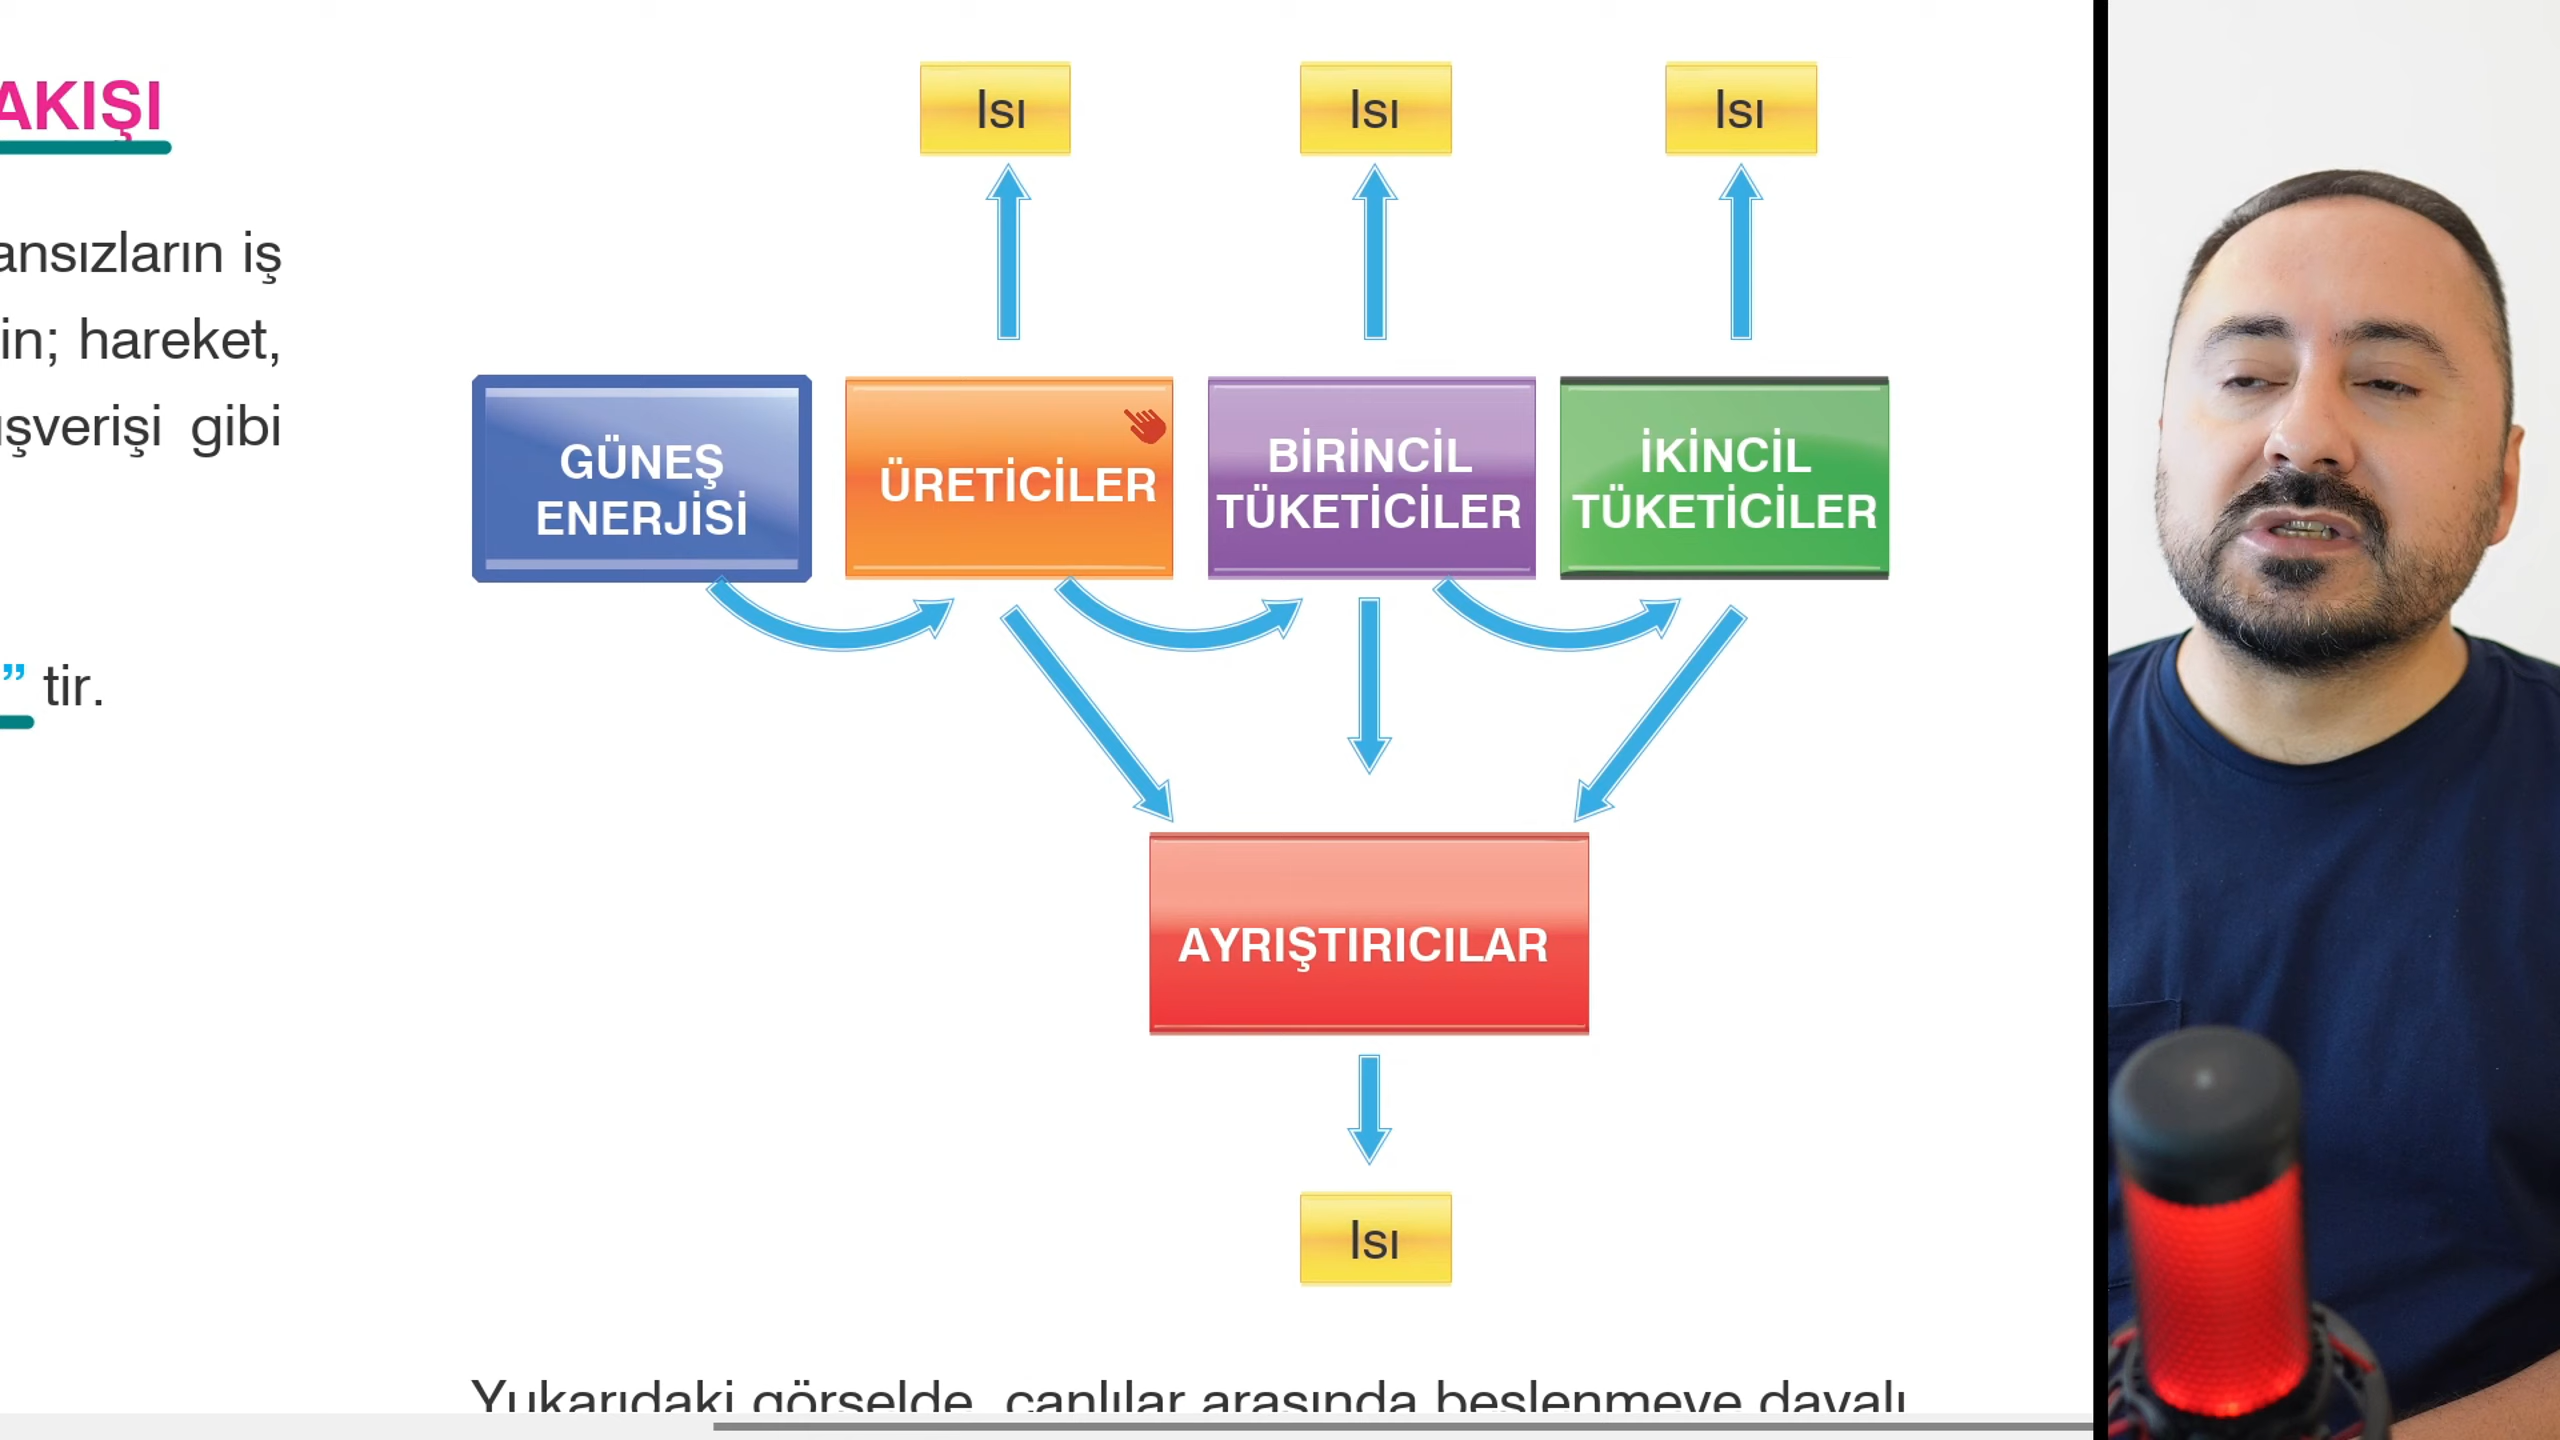 AKIŞI
ansızların iş
in; hareket,
ışverişi gibi
” tir.
Isı
Isı
Isı
GÜNEŞ
ENERJİSİ
ÜRETİCİLER
BİRİNCİL
TÜKETİCİLER
İKİNCİL
TÜKETİCİLER
AYRIŞTIRICILAR
Isı
Yukarıdaki görselde, canlılar arasında beslenmeye dayalı